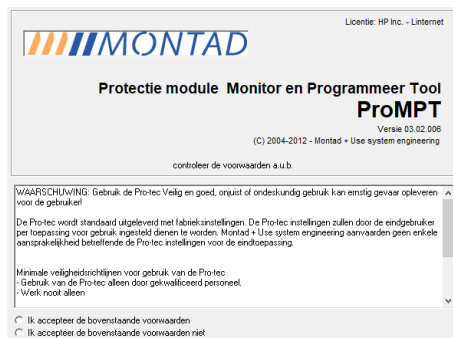 Licentie: HP Inc. - Linternet
MONTAD
Protectie module Monitor en Programmeer Tool
ProMPT
Versie 03.02.006
(C) 2004-2012 - Montad + Use system engineering
controleer de voorwaarden a.u.b.
WAARSCHUWING: Gebruik de Pro-tec Veilig en goed, onjuist of ondeskundig gebruik kan ernstig gevaar opleveren
voor de gebruiker!
De Pro-tec wordt standaard uitgeleverd met fabrieksinstellingen. De Pro-tec instellingen zullen door de eindgebruiker
per toepassing voor gebruik ingesteld dienen te worden. Montad + Use system engineering aanvaarden geen enkele
aansprakelijkheid betreffende de Pro-tec instellingen voor de eindtoepassing.
Minimale veiligheidsrichtlijnen voor gebruik van de Pro-tec
- Gebruik van de Pro-tec alleen door gekwalificeerd personeel.
- Werk nooit alleen
Ik accepteer de bovenstaande voorwaarden
Ik accepteer de bovenstaande voorwaarden niet